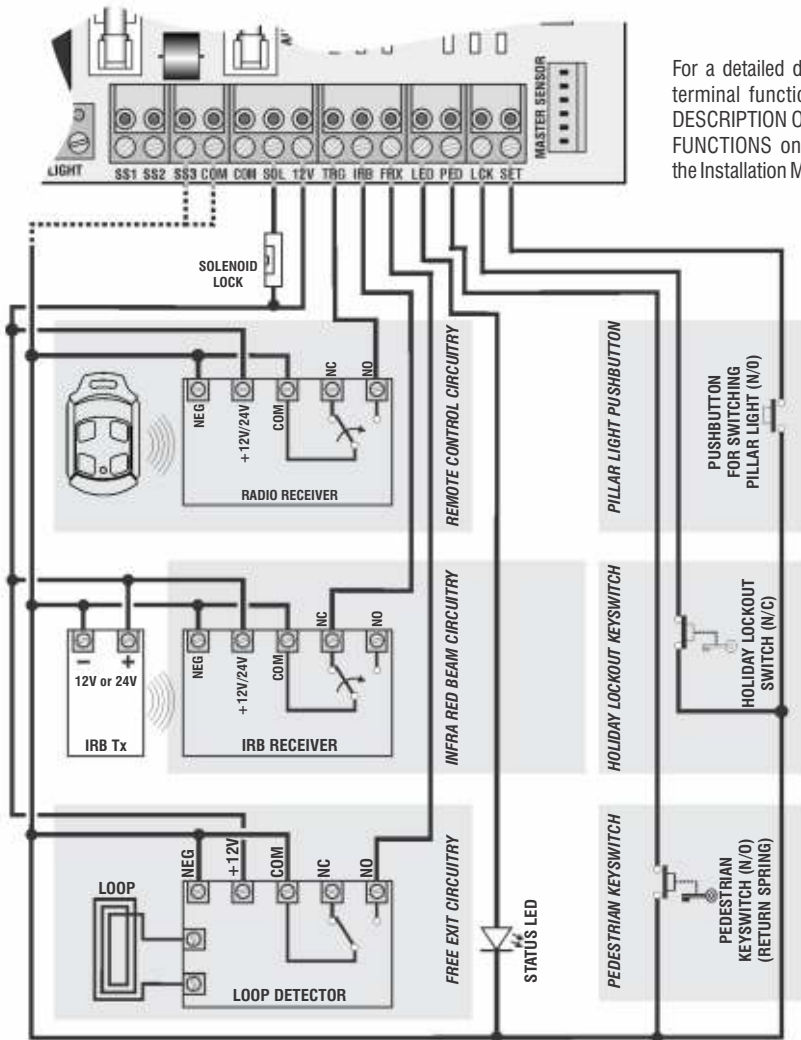 For a detailed d
terminal functio
DESCRIPTION O
FUNCTIONS on
the Installation M
MASTER SENSOR
LIGHT
SS1 SS2 SS3 COM COM SOL 12V TRG IRB FRX LED PED LCK SET
SOLENOID
LOCK
NEG
+12V/24V
COM
NC
NO
RADIO RECEIVER
REMOTE CONTROL CIRCUITRY
PILLAR LIGHT PUSHBUTTON
PUSHBUTTON
FOR SWITCHING
PILLAR LIGHT (N/O)
– +
12V or 24V
IRB Tx
NEG
+12V/24V
COM
NC
NO
IRB RECEIVER
INFRA RED BEAM CIRCUITRY
HOLIDAY LOCKOUT KEYSWITCH
HOLIDAY LOCKOUT
SWITCH (N/C)
LOOP
NEG
+12V
COM
NC
NO
LOOP DETECTOR
FREE EXIT CIRCUITRY
STATUS LED
PEDESTRIAN KEYSWITCH
PEDESTRIAN
KEYSWITCH (N/O)
(RETURN SPRING)